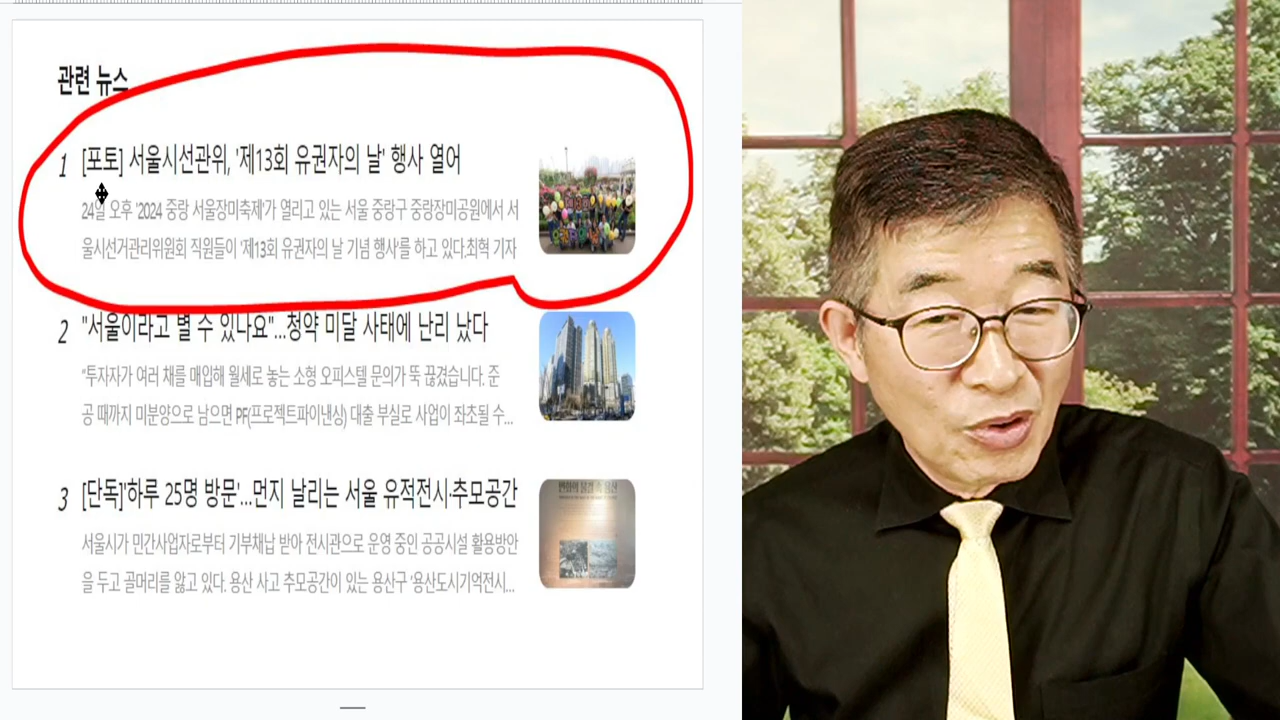 관련 뉴스
1 [포토] 서울시선관위, '제13회 유권자의 날' 행사 열어
24일 오후 '2024 중랑 서울장미축제'가 열리고 있는 서울 중랑구 중랑장미공원에서 서
울시선거관리위원회 직원들이 '제13회 유권자의 날 기념 행사'를 하고 있다.최혁 기자
2 "서울이라고 별 수 있나요"...청약 미달 사태에 난리 났다
"투자자가 여러 채를 매입해 월세로 놓는 소형 오피스텔 문의가 뚝 끊겼습니다. 준
공 때까지 미분양으로 남으면 PF(프로젝트파이낸싱) 대출 부실로 사업이 좌초될 수...
3 [단독]'하루 25명 방문'...먼지 날리는 서울 유적전시·추모공간
서울시가 민간사업자로부터 기부채납 받아 전시관으로 운영 중인 공공시설 활용방안
을 두고 골머리를 앓고 있다. 용산 사고 추모공간이 있는 용산구 '용산도시기억전시...